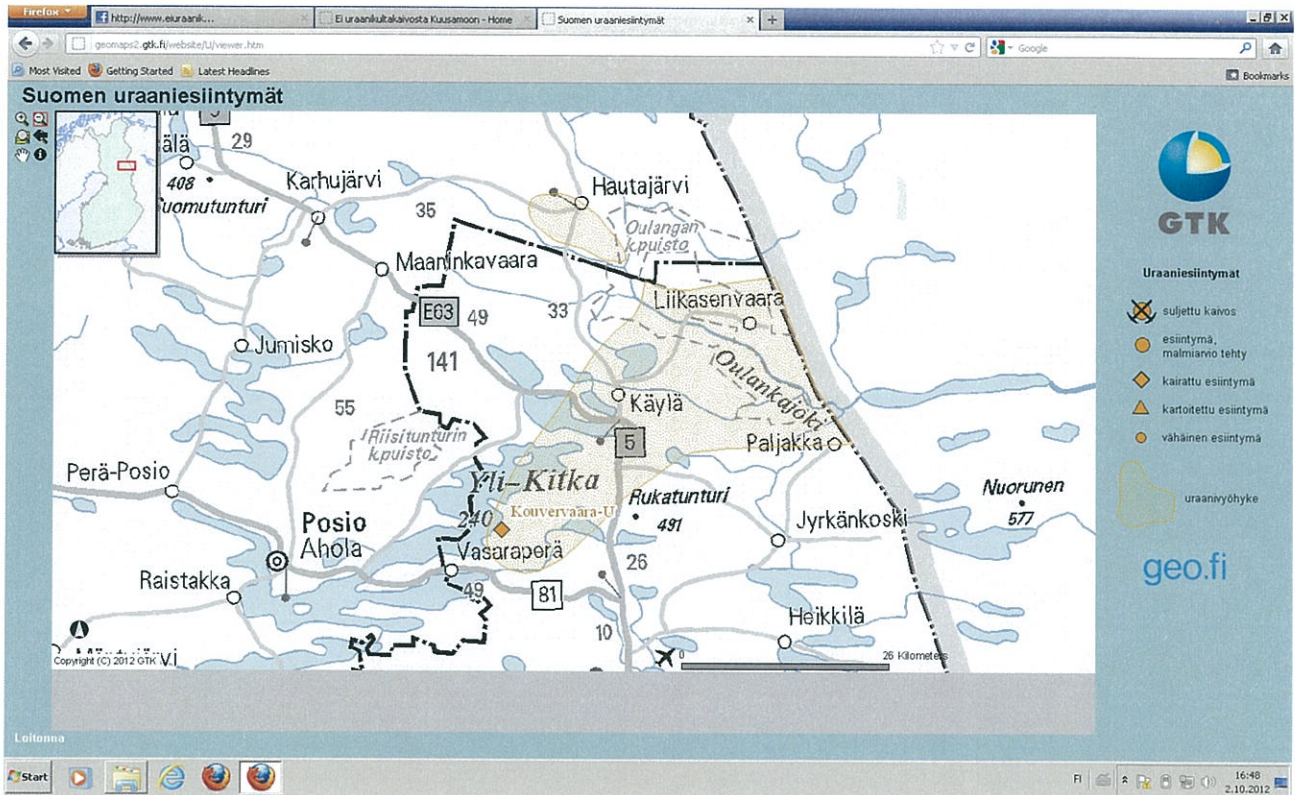 Firefox
http://www.eiuraanik...
Ei uraanikultakaivosta Kuusamoon - Home
Suomen uraaniesiintymät
geomaps2.gtk.fi/website/U/viewer.htm
Google
Most Visited
Getting Started
Latest Headlines
Bookmarks
Suomen uraaniesiintymät
29
älä
408
uomutunturi
Karhujärvi
35
Hautajärvi
Oulangan
k.puisto
Maaninkavaara
E63
49
33
Liikasenvaara
141
Jumisko
55
Riisitunturin
k.puisto
Käylä
Oulankajoki
5
Paljakka
Perä-Posio
Yli-Kitka
240
Kouvervaara-U
Rukatunturi
491
Nuorunen
577
Posio
Ahola
Vasaraperä
Jyrkänkoski
Raistakka
49
81
26
10
Heikkilä
Copyright (C) 2012 GTK
0
26 Kilometers
GTK
Uraaniesiintymat
suljettu kaivos
esiintymä,
malmiarvio tehty
kairattu esiintymä
kartoitettu esiintymä
vähäinen esiintymä
uraanivyöhyke
geo.fi
Loitonna
Start
FI
16:48
2.10.2012